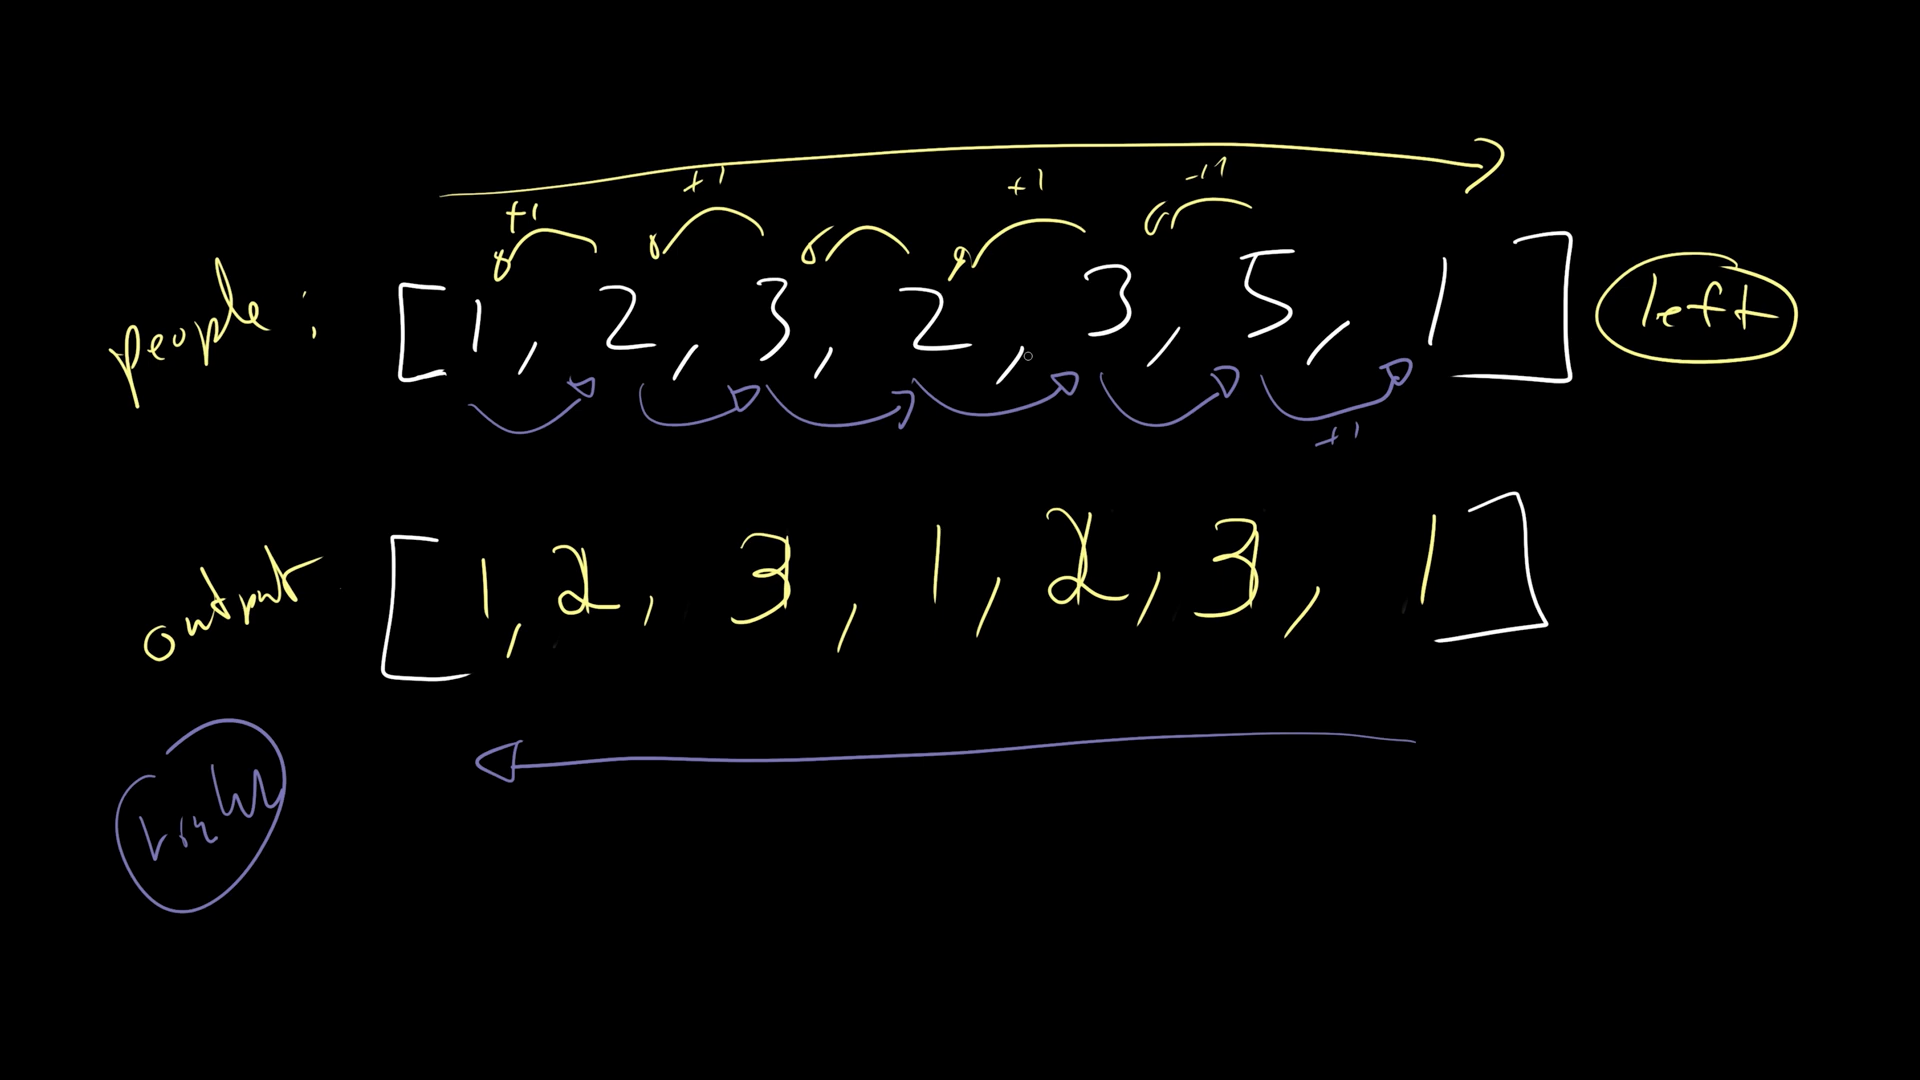 +1 +1 +1 +1
people: [1, 2, 3, 2, 3, 5, 1] left
+1
output [1, 2, 3, 1, 2, 3, 1]